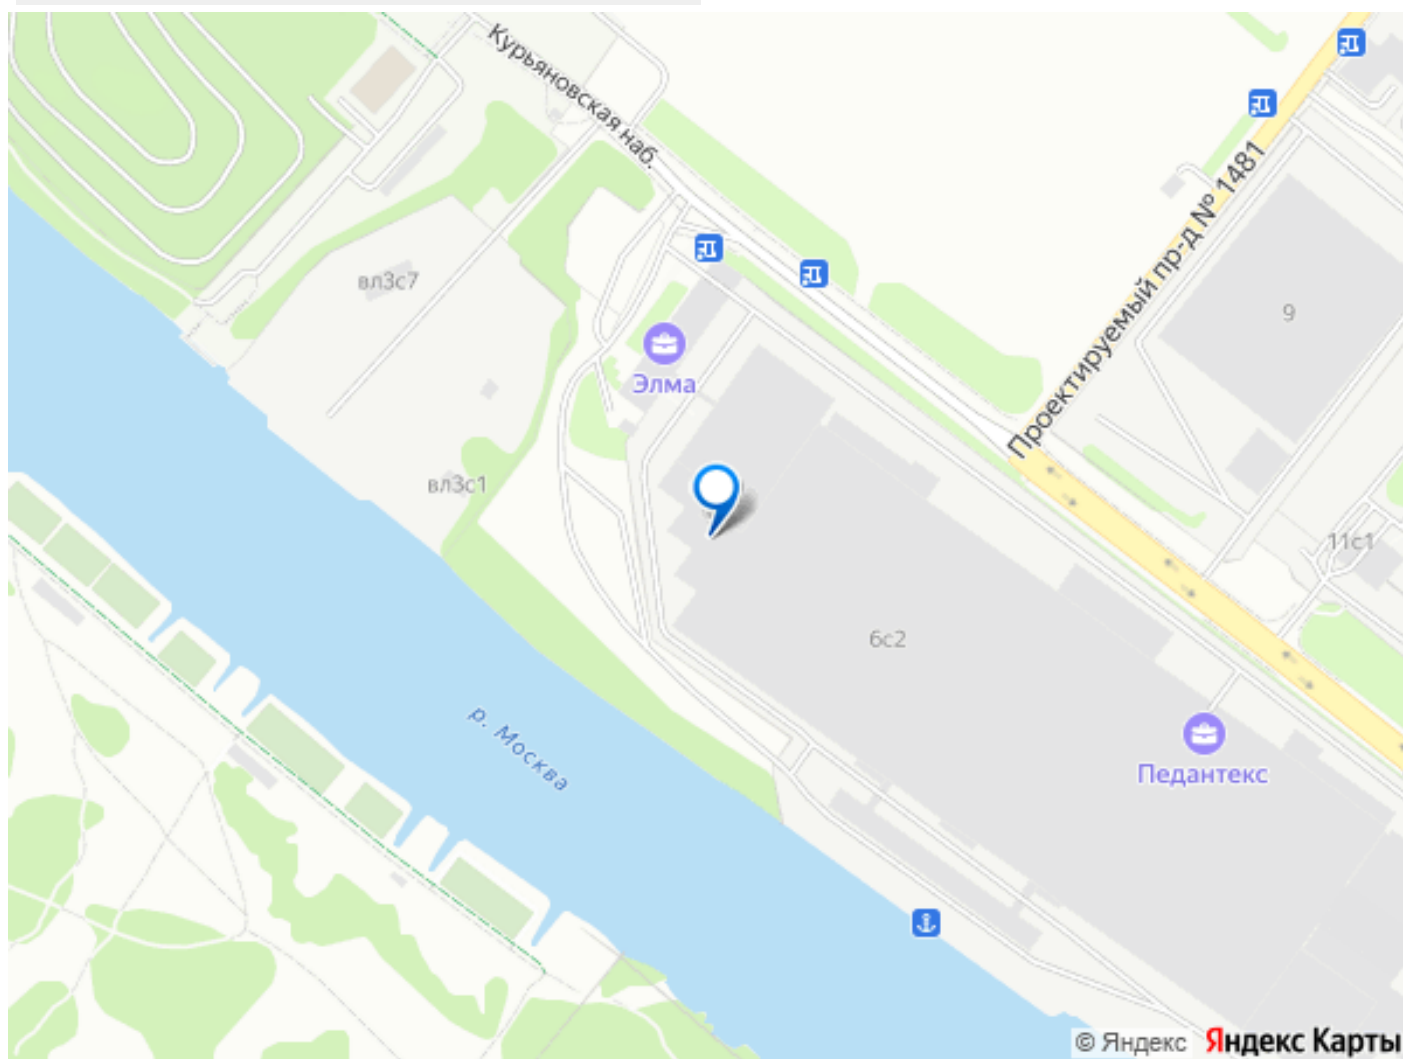 Курьяновская наб.
Проектируемый пр-д № 1481
вл3с7
9
Элма
вл3с1
11с1
6с2
р. Москва
Педантекс
© Яндекс Яндекс Карты